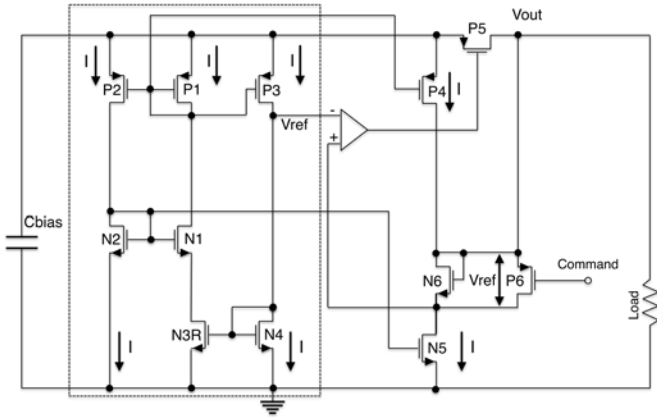 P5
Vout
I
I
I
P2
P1
P3
P4
I
Vref
-
+
Cbias
N2
N1
N6
Vref
P6
Command
Load
N3R
N4
N5
I
I
I